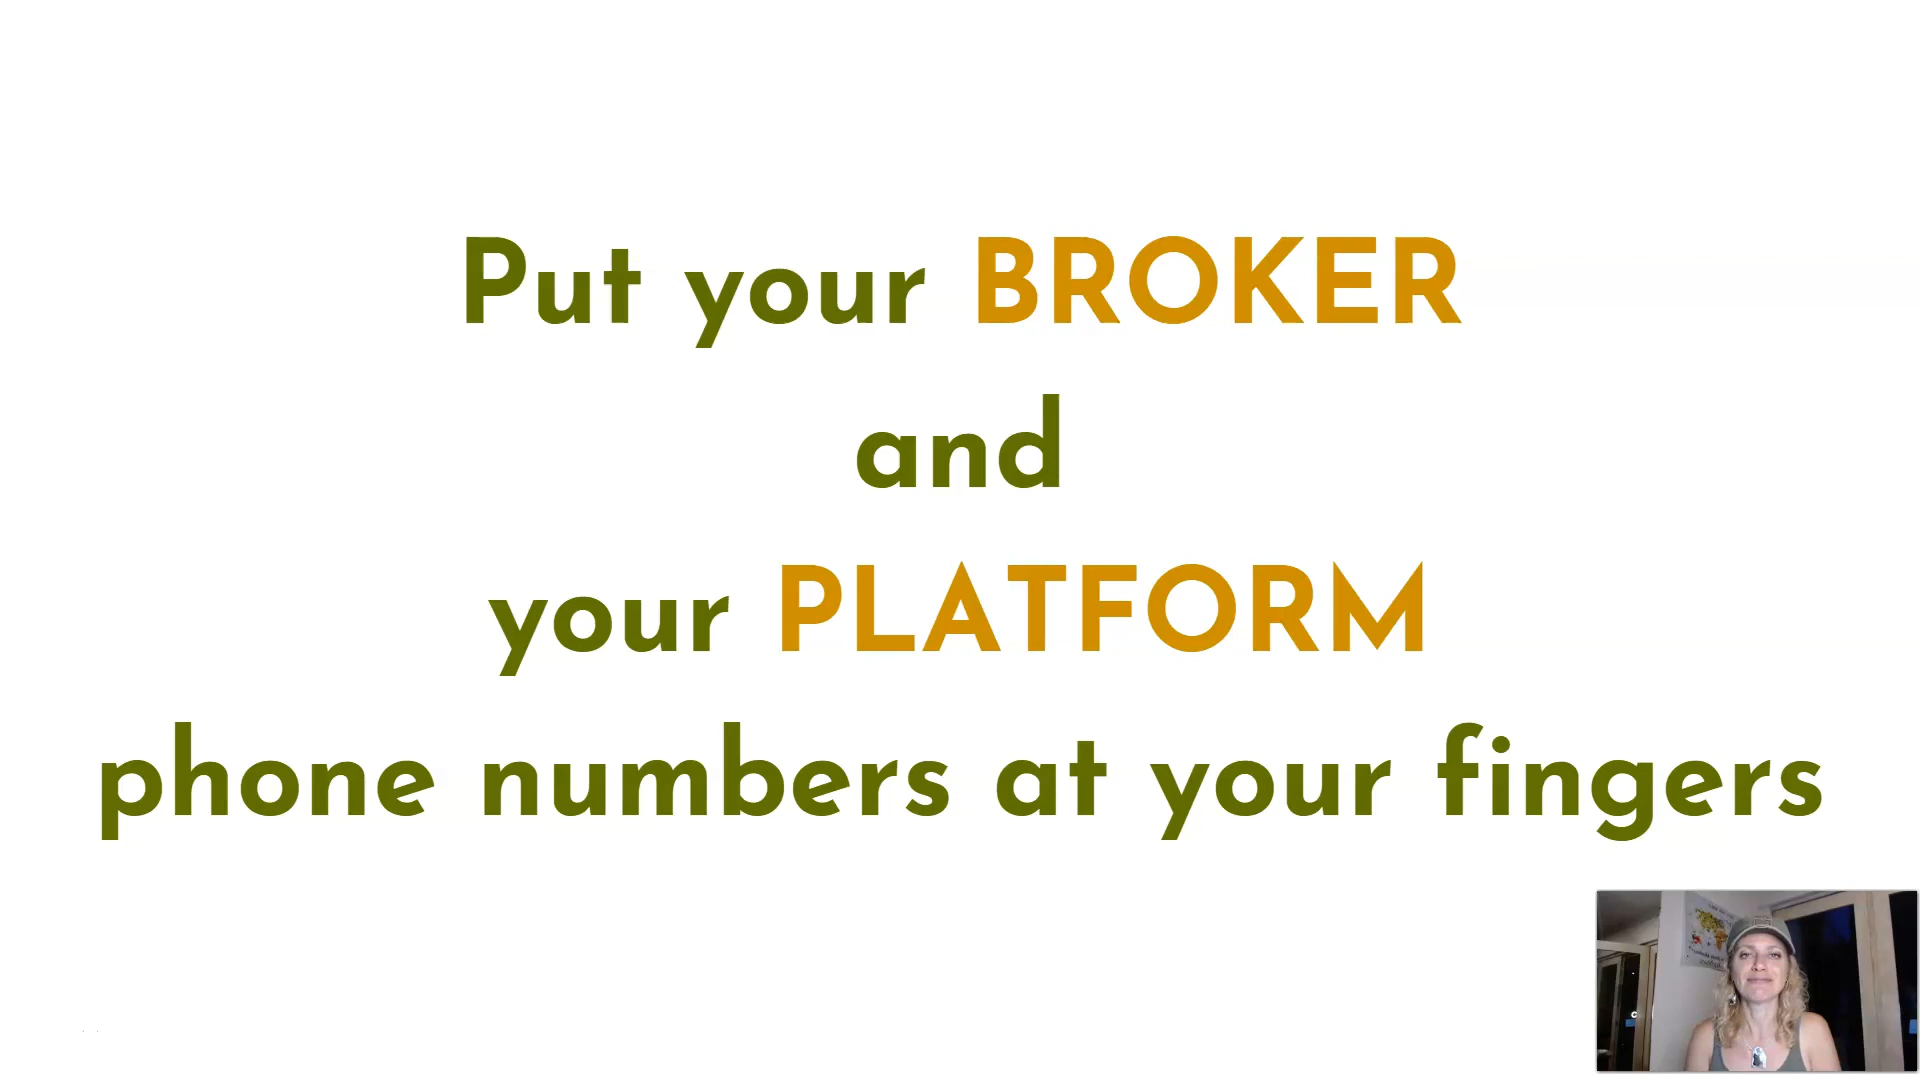 Put your BROKER
and
your PLATFORM
phone numbers at your fingers